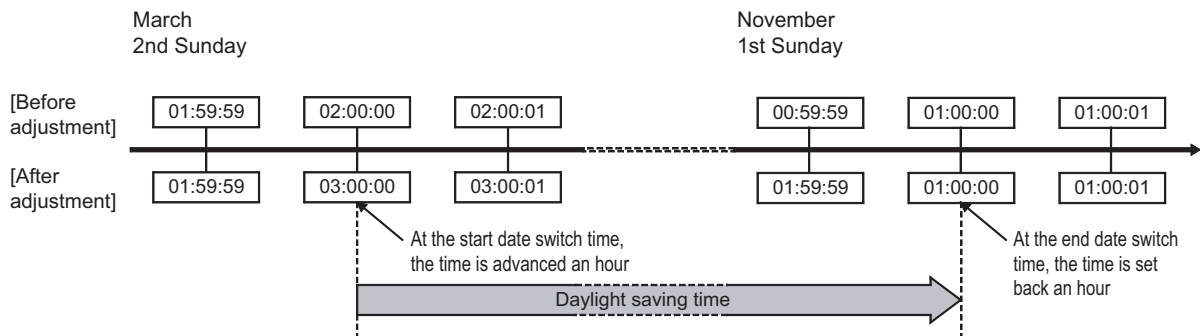 March
2nd Sunday
November
1st Sunday
[Before
adjustment]
01:59:59
02:00:00
02:00:01
00:59:59
01:00:00
01:00:01
[After
adjustment]
01:59:59
03:00:00
03:00:01
01:59:59
01:00:00
01:00:01
At the start date switch time,
the time is advanced an hour
At the end date switch
time, the time is set
back an hour
Daylight saving time